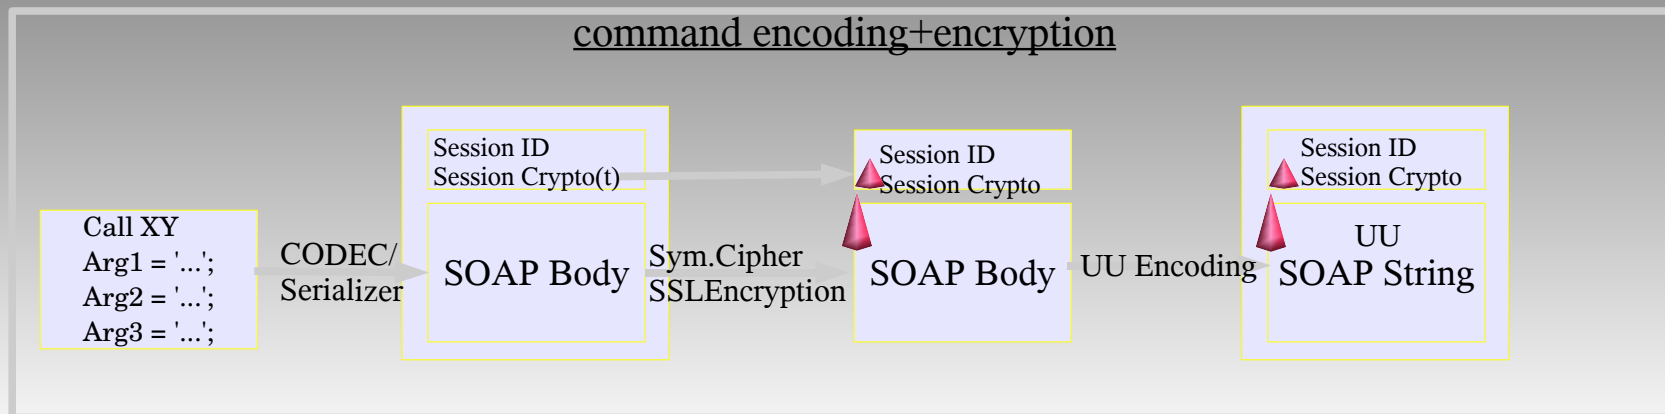 command encoding+encryption
Call XY
Arg1 = '...';
Arg2 = '...';
Arg3 = '...';
CODEC/
Serializer
Session ID
Session Crypto(t)
SOAP Body
Sym.Cipher
SSLEncryption
Session ID
Session Crypto
SOAP Body
UU Encoding
Session ID
Session Crypto
UU
SOAP String